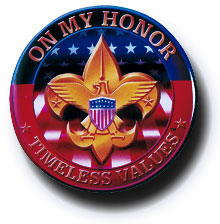 ON MY HONOR
★ TIMELESS VALUES ★